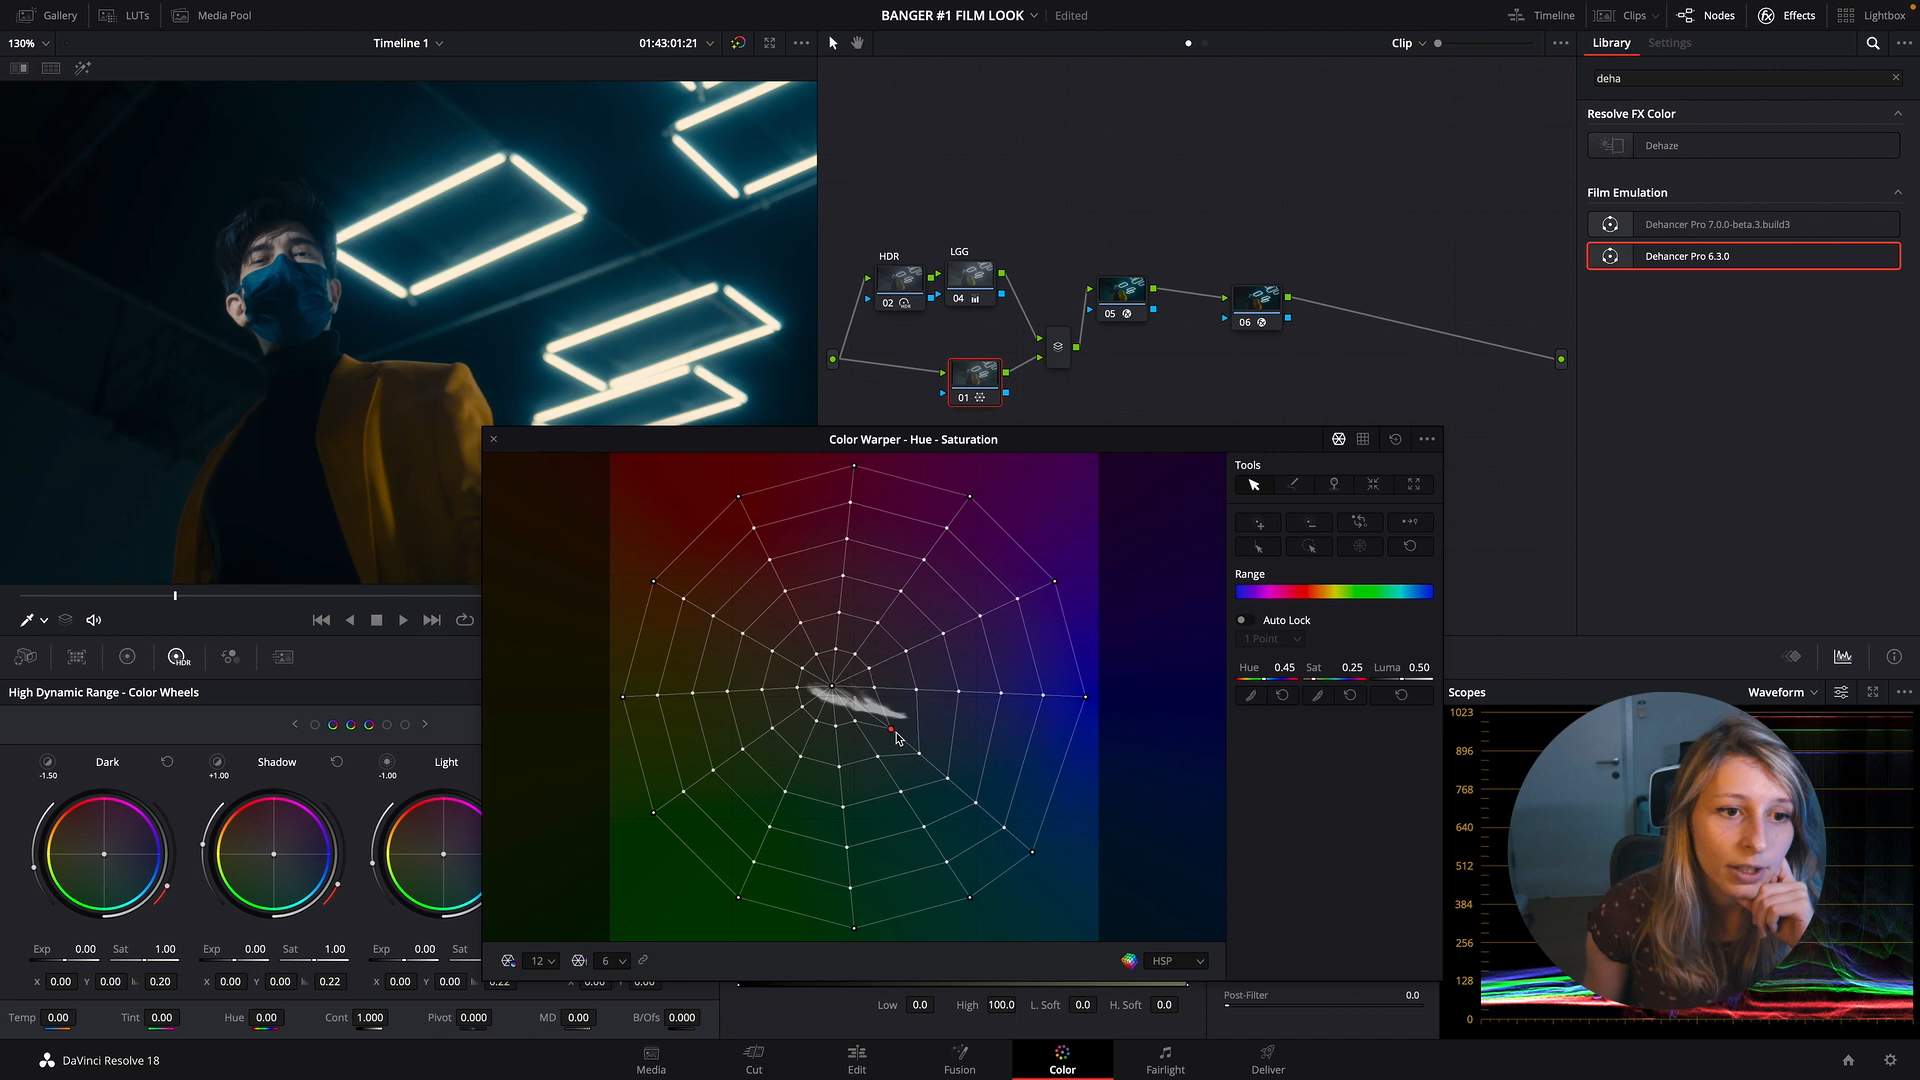 Gallery LUTs Media Pool BANGER #1 FILM LOOK Edited Timeline Clips Nodes Effects Lightbox
130% Timeline 1 01:43:01:21 Clip Library Settings
deha
Resolve FX Color
Dehaze
Film Emulation
Dehancer Pro 7.0.0-beta.3.build3
Dehancer Pro 6.3.0
HDR LGG
02 HDR 04 05 06
01
Color Warper - Hue - Saturation
Tools
Range
Auto Lock
1 Point
Hue 0.45 Sat 0.25 Luma 0.50
12 6 HSP
HDR
High Dynamic Range - Color Wheels
Dark Shadow Light
-1.50 +1.00 -1.00
Exp 0.00 Sat 1.00 Exp 0.00 Sat 1.00 Exp 0.00 Sat
X 0.00 Y 0.00 0.20 X 0.00 Y 0.00 0.22 X 0.00 Y 0.00 0.22 X 0.00 Y 0.00
Temp 0.00 Tint 0.00 Hue 0.00 Cont 1.000 Pivot 0.000 MD 0.00 B/Ofs 0.000
Low 0.0 High 100.0 L. Soft 0.0 H. Soft 0.0
Post-Filter 0.0
Scopes Waveform
1023
896
768
640
512
384
256
128
0
DaVinci Resolve 18 Media Cut Edit Fusion Color Fairlight Deliver